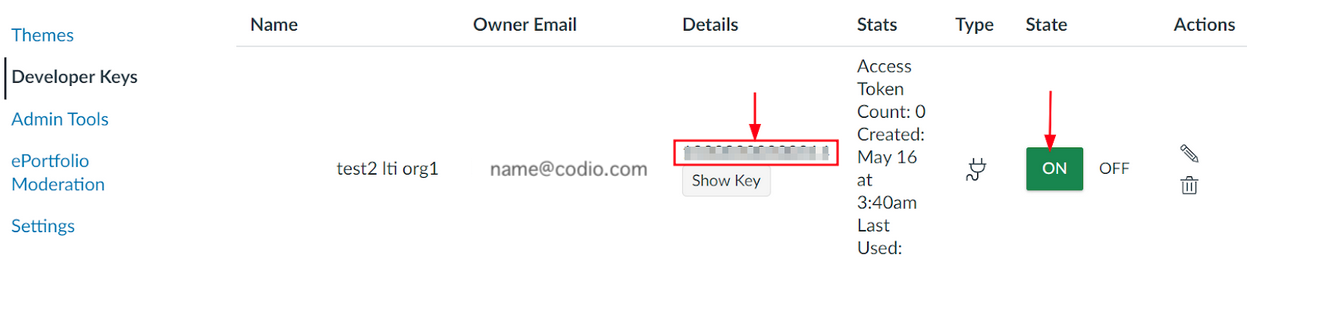 Themes
Developer Keys
Admin Tools
ePortfolio
Moderation
Settings
Name Owner Email Details Stats Type State Actions
test2 lti org1
name@codio.com
Show Key
Access
Token
Count: 0
Created:
May 16
at
3:40am
Last
Used:
ON OFF